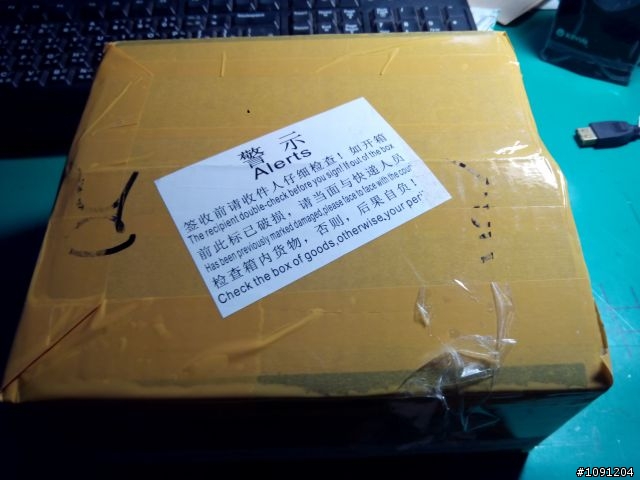 警示
Alerts
签收前请收件人仔细检查！如开箱
The recipient double-check before you sign! If out of the box
前此标已破损，请当面与快递人员
Has been previously marked damaged,please face to face with the cour
检查箱内货物，否则，后果自负！
Check the box of goods,otherwise,your per
#1091204